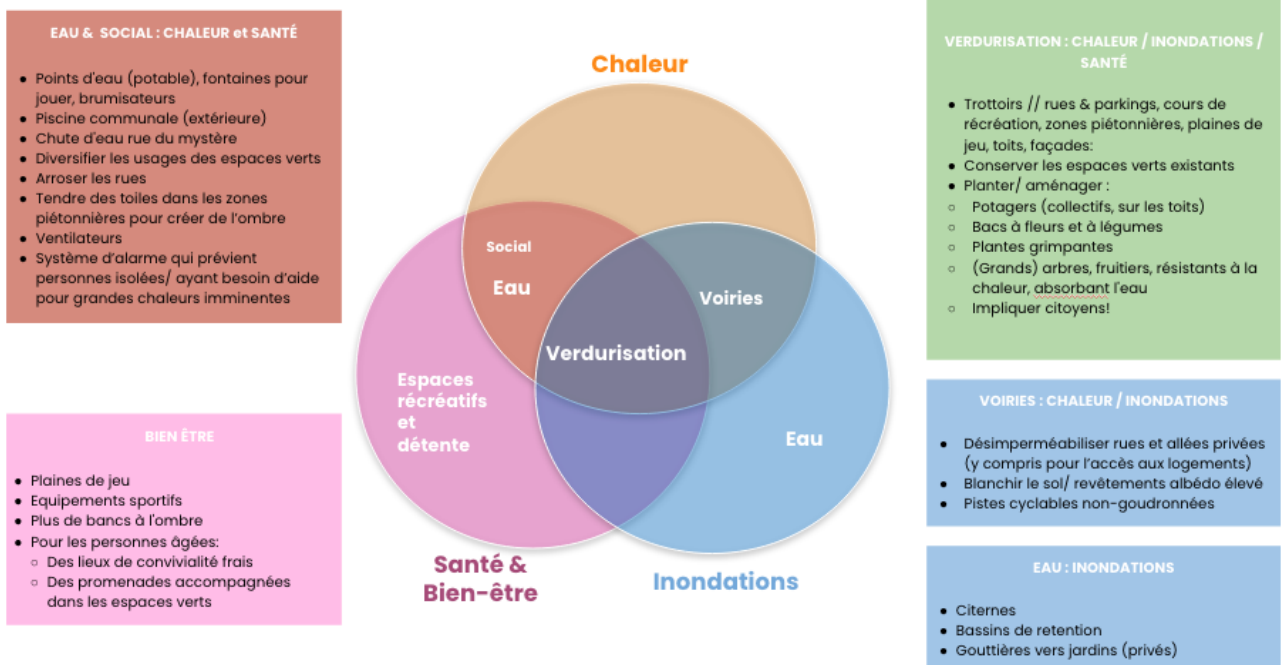 EAU & SOCIAL : CHALEUR et SANTÉ
● Points d'eau (potable), fontaines pour
jouer, brumisateurs
● Piscine communale (extérieure)
● Chute d'eau rue du mystère
● Diversifier les usages des espaces verts
● Arroser les rues
● Tendre des toiles dans les zones
piétonnières pour créer de l'ombre
● Ventilateurs
● Système d'alarme qui prévient
personnes isolées/ ayant besoin d'aide
pour grandes chaleurs imminentes
BIEN ÊTRE
● Plaines de jeu
● Equipements sportifs
● Plus de bancs à l'ombre
● Pour les personnes âgées:
○ Des lieux de convivialité frais
○ Des promenades accompagnées
dans les espaces verts
Chaleur
Social
Eau
Voiries
Verdurisation
Espaces
récréatifs
et
détente
Eau
Santé &
Bien-être
Inondations
VERDURISATION : CHALEUR / INONDATIONS /
SANTÉ
● Trottoirs // rues & parkings, cours de
récréation, zones piétonnières, plaines de
jeu, toits, façades:
● Conserver les espaces verts existants
● Planter/ aménager :
○ Potagers (collectifs, sur les toits)
○ Bacs à fleurs et à légumes
○ Plantes grimpantes
○ (Grands) arbres, fruitiers, résistants à la
chaleur, absorbant l'eau
○ Impliquer citoyens!
VOIRIES : CHALEUR / INONDATIONS
● Désimperméabiliser rues et allées privées
(y compris pour l'accès aux logements)
● Blanchir le sol/ revêtements albédo élevé
● Pistes cyclables non-goudronnées
EAU : INONDATIONS
● Citernes
● Bassins de retention
● Gouttières vers jardins (privés)